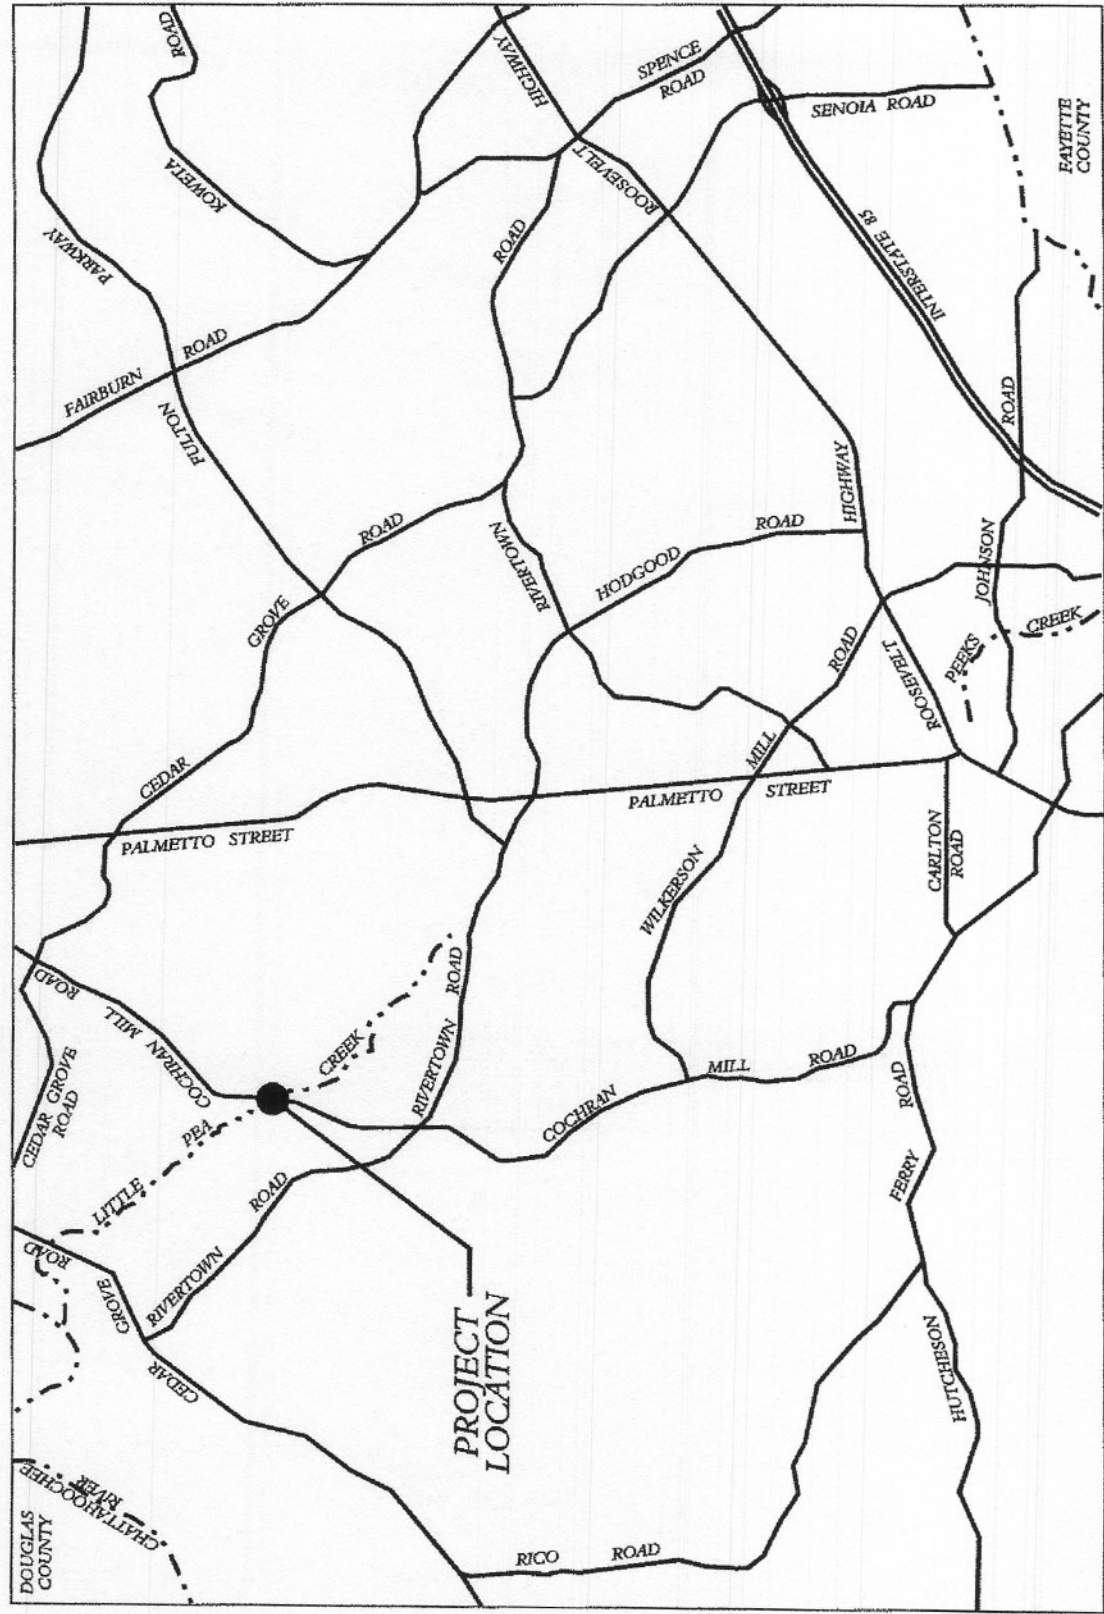 DOUGLAS
COUNTY
CHATTAHOOCHEE
RIVER
ROAD
GROVE
CEDAR
RIVERTOWN
ROAD
LITTLE
PEA
CREEK
CEDAR GROVE
ROAD
ROAD
COCHRAN MILL
PROJECT
LOCATION
RICO
ROAD
RIVERTOWN
ROAD
COCHRAN
MILL
ROAD
HUTCHESON
FERRY
ROAD
PALMETTO STREET
CEDAR
GROVE
ROAD
PALMETTO
STREET
WILKERSON
MILL
ROAD
CARLTON
ROAD
FAIRBURN
ROAD
FULTON
PARKWAY
KOWETA
ROAD
RIVERTOWN
ROAD
HODGOOD
ROAD
ROOSEVELT
HIGHWAY
ROOSEVELT
HIGHWAY
SPENCE
ROAD
SENOIA ROAD
INTERSTATE 85
JOHNSON
ROAD
PEEKS
CREEK
FAYETTE
COUNTY